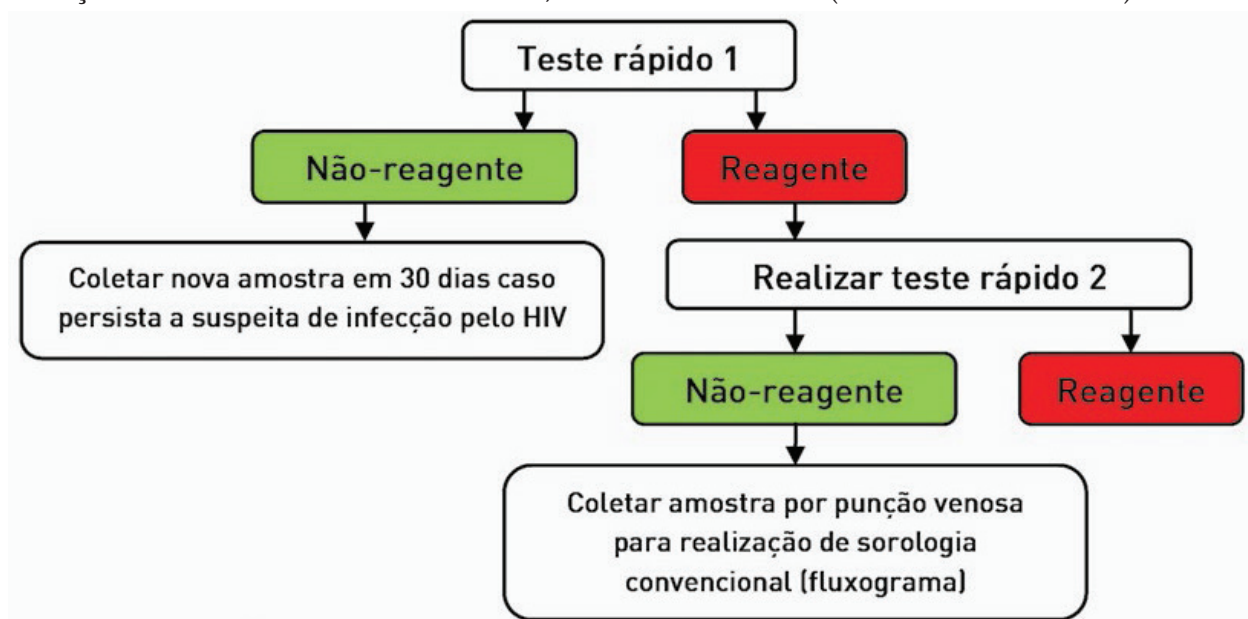 Teste rápido 1
Não-reagente
Reagente
Coletar nova amostra em 30 dias caso
persista a suspeita de infecção pelo HIV
Realizar teste rápido 2
Não-reagente
Reagente
Coletar amostra por punção venosa
para realização de sorologia
convencional (fluxograma)